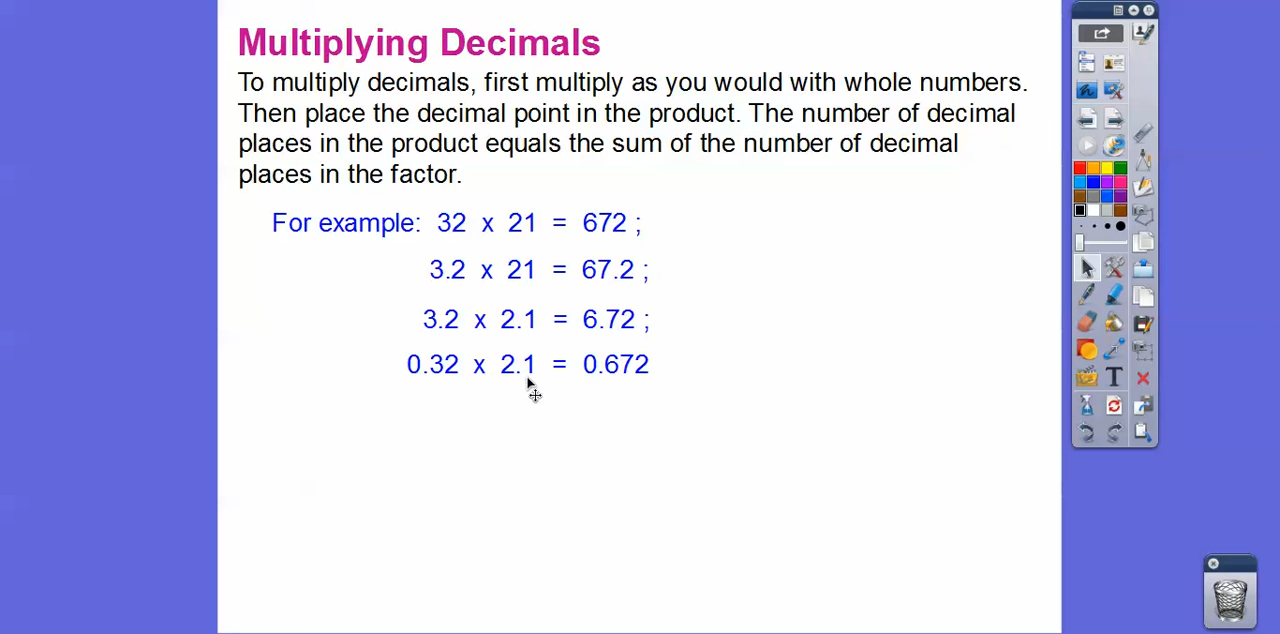 Multiplying Decimals
To multiply decimals, first multiply as you would with whole numbers.
Then place the decimal point in the product. The number of decimal
places in the product equals the sum of the number of decimal
places in the factor.
For example: 32 x 21 = 672 ;
3.2 x 21 = 67.2 ;
3.2 x 2.1 = 6.72 ;
0.32 x 2.1 = 0.672